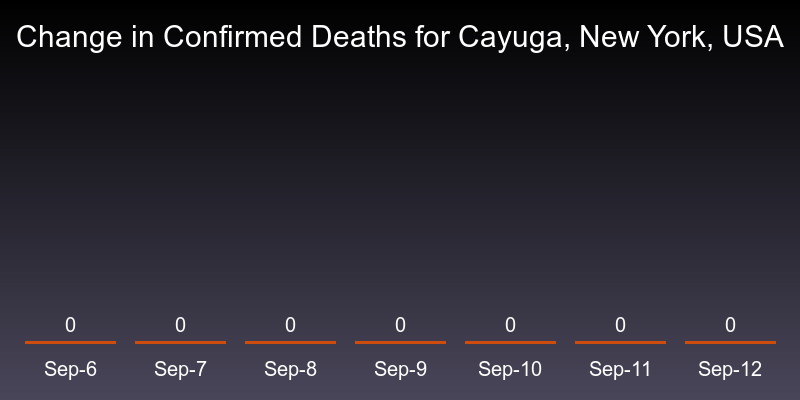 Change in Confirmed Deaths for Cayuga, New York, USA
0 0 0 0 0 0 0
Sep-6 Sep-7 Sep-8 Sep-9 Sep-10 Sep-11 Sep-12